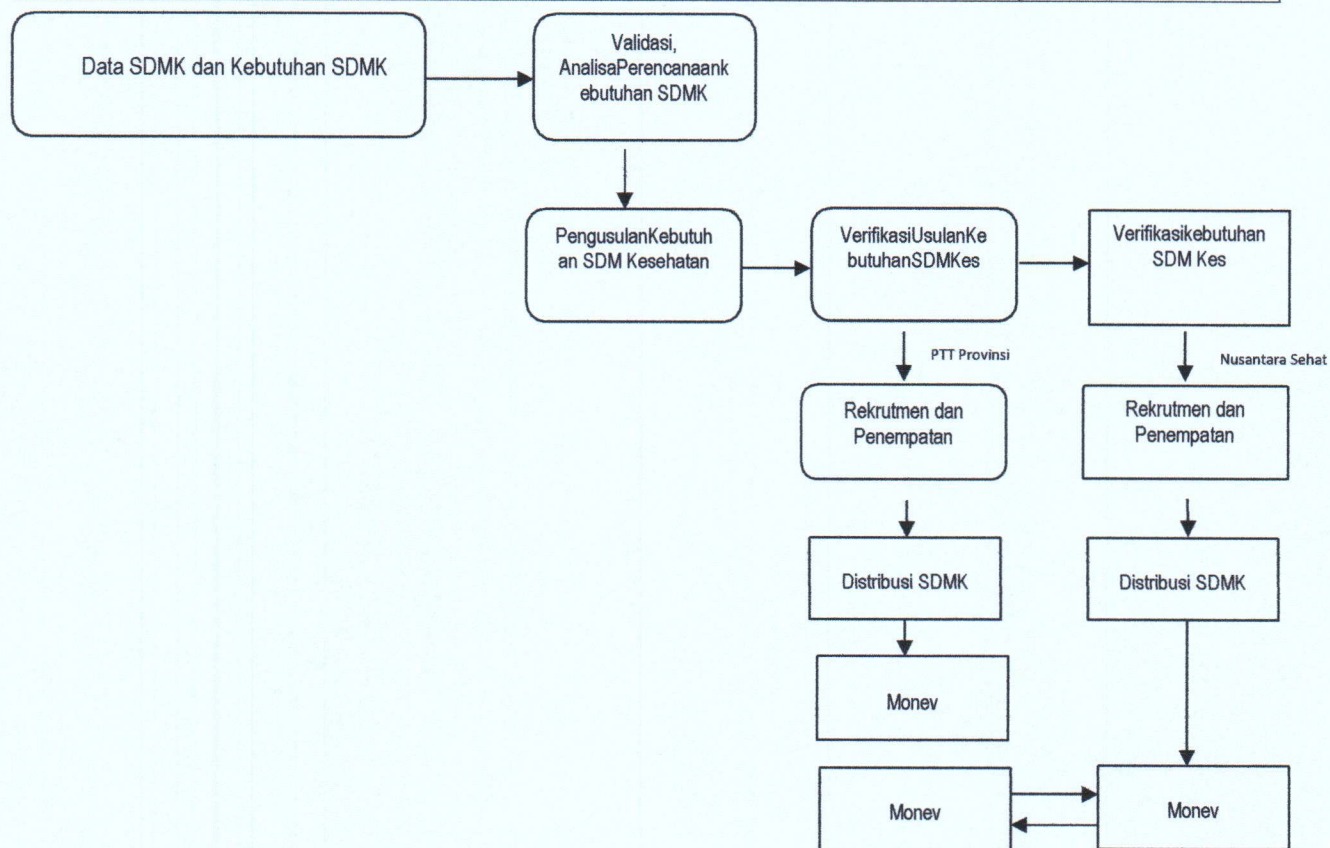 Data SDMK dan Kebutuhan SDMK
Validasi,
AnalisaPerencanaank
ebutuhan SDMK
PengusulanKebutuh
an SDM Kesehatan
VerifikasiUsulanKe
butuhanSDMKes
Verifikasikebutuhan
SDM Kes
PTT Provinsi
Nusantara Sehat
Rekrutmen dan
Penempatan
Rekrutmen dan
Penempatan
Distribusi SDMK
Distribusi SDMK
Monev
Monev
Monev